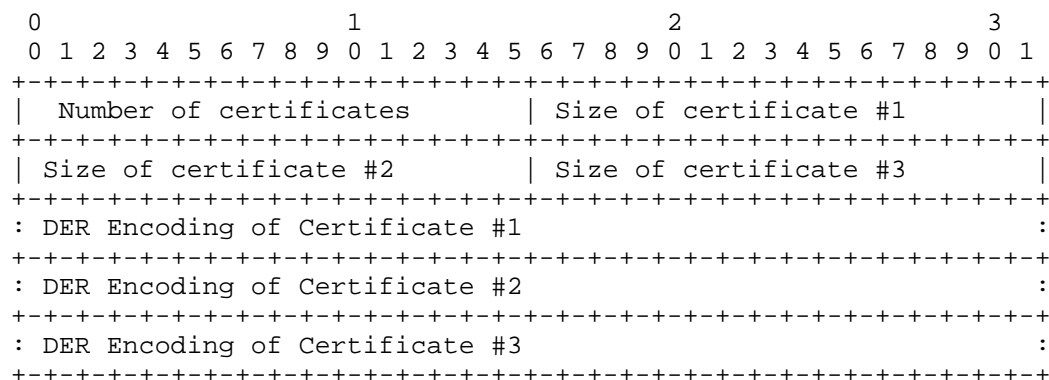 0                   1                   2                   3
 0 1 2 3 4 5 6 7 8 9 0 1 2 3 4 5 6 7 8 9 0 1 2 3 4 5 6 7 8 9 0 1
+-+-+-+-+-+-+-+-+-+-+-+-+-+-+-+-+-+-+-+-+-+-+-+-+-+-+-+-+-+-+-+-+
|  Number of certificates       | Size of certificate #1        |
+-+-+-+-+-+-+-+-+-+-+-+-+-+-+-+-+-+-+-+-+-+-+-+-+-+-+-+-+-+-+-+-+
| Size of certificate #2        | Size of certificate #3        |
+-+-+-+-+-+-+-+-+-+-+-+-+-+-+-+-+-+-+-+-+-+-+-+-+-+-+-+-+-+-+-+-+
: DER Encoding of Certificate #1                                :
+-+-+-+-+-+-+-+-+-+-+-+-+-+-+-+-+-+-+-+-+-+-+-+-+-+-+-+-+-+-+-+-+
: DER Encoding of Certificate #2                                :
+-+-+-+-+-+-+-+-+-+-+-+-+-+-+-+-+-+-+-+-+-+-+-+-+-+-+-+-+-+-+-+-+
: DER Encoding of Certificate #3                                :
+-+-+-+-+-+-+-+-+-+-+-+-+-+-+-+-+-+-+-+-+-+-+-+-+-+-+-+-+-+-+-+-+